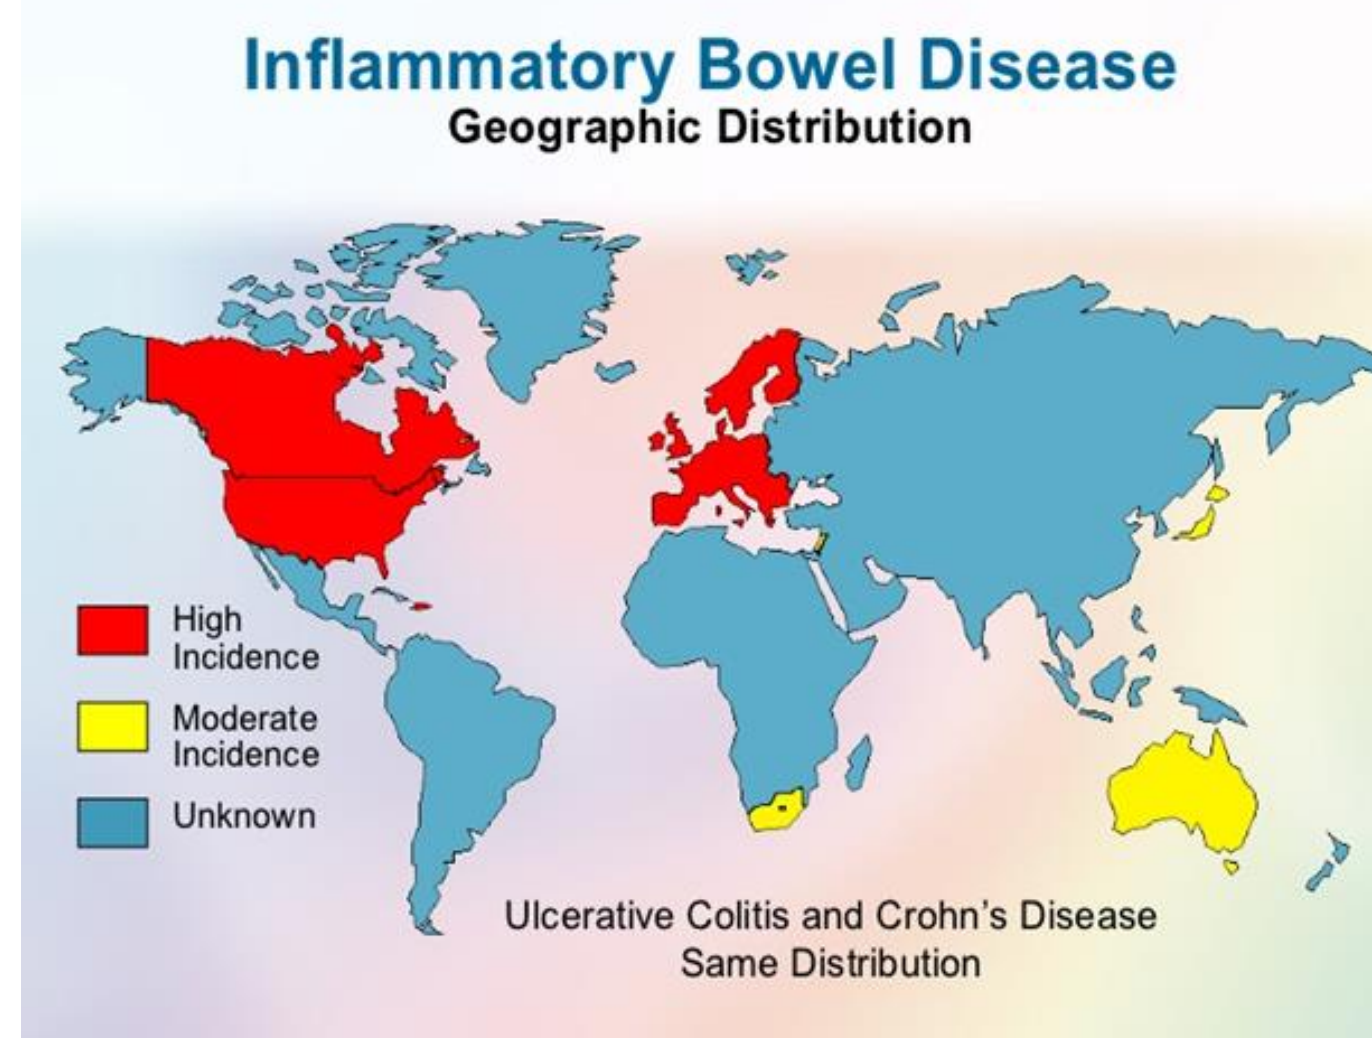 Inflammatory Bowel Disease
Geographic Distribution
High
Incidence
Moderate
Incidence
Unknown
Ulcerative Colitis and Crohn’s Disease
Same Distribution